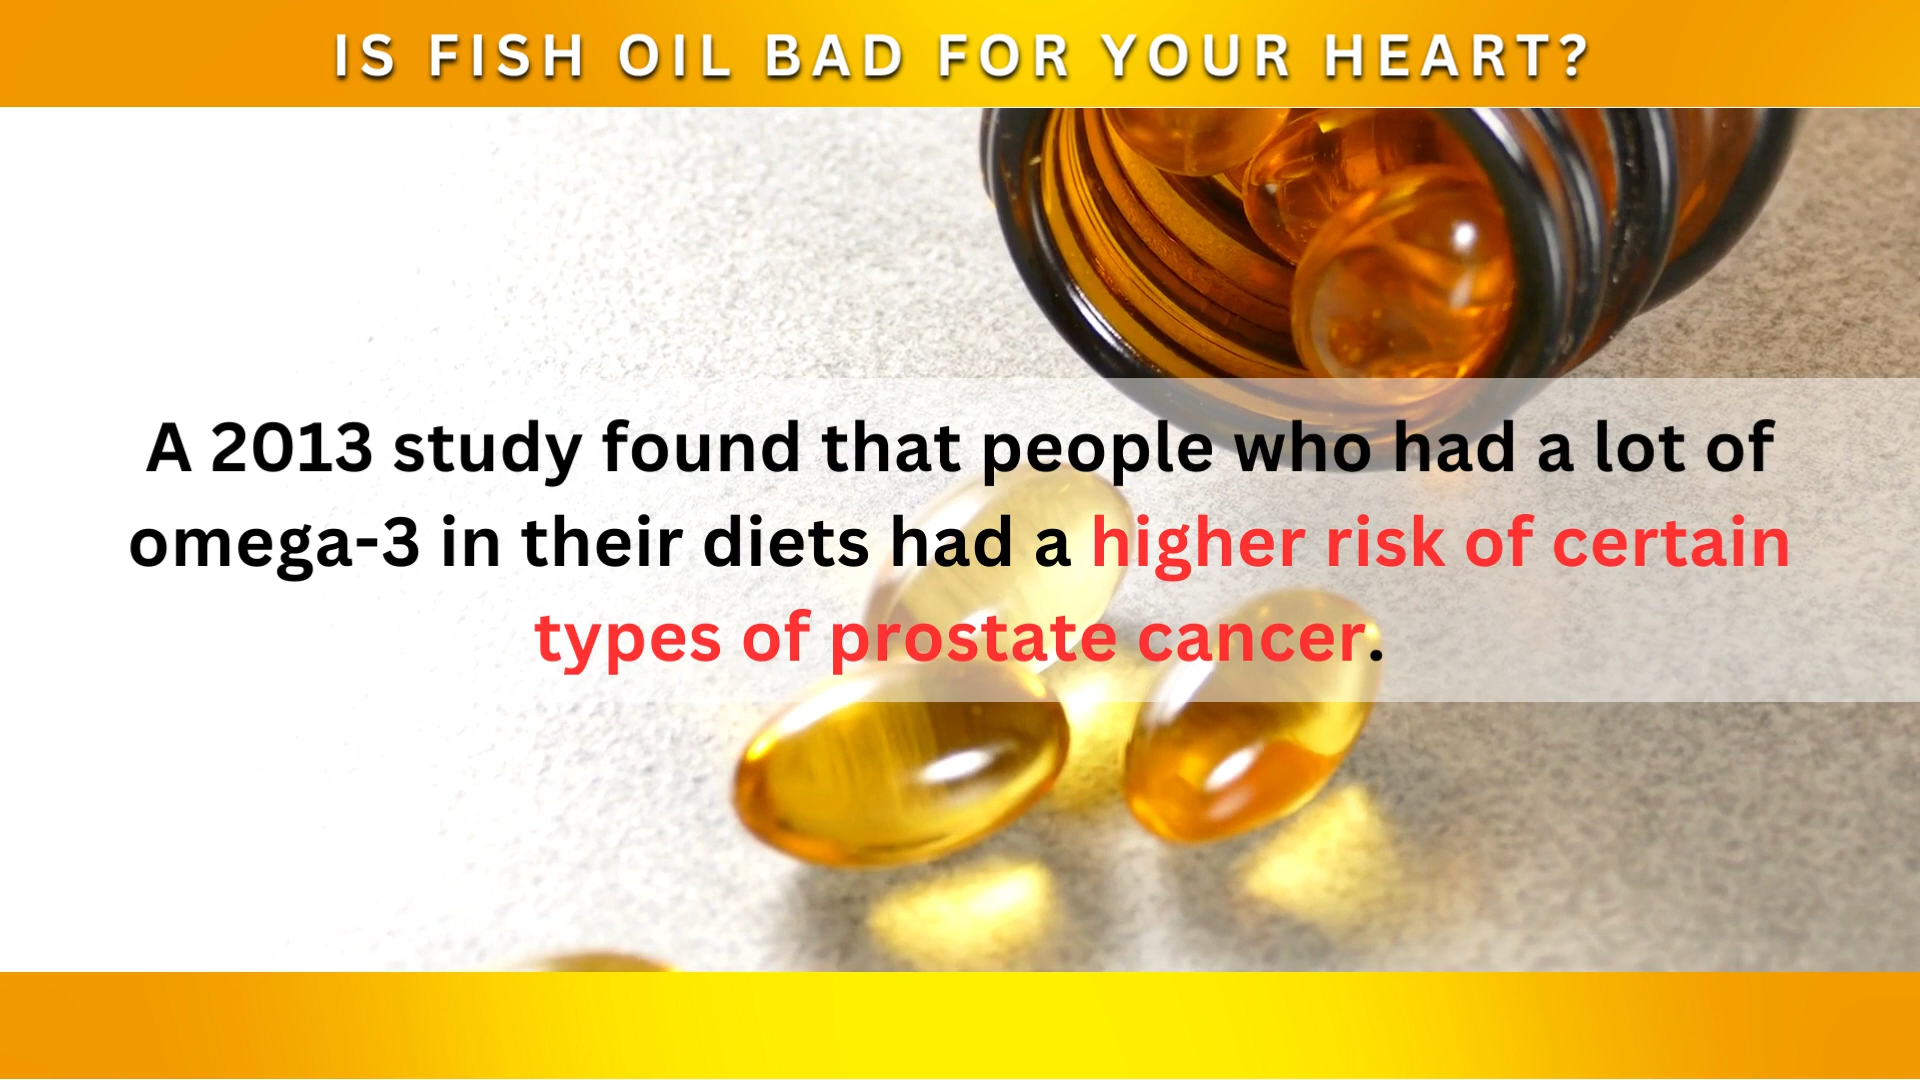 IS FISH OIL BAD FOR YOUR HEART?
A 2013 study found that people who had a lot of
omega-3 in their diets had a higher risk of certain
types of prostate cancer.